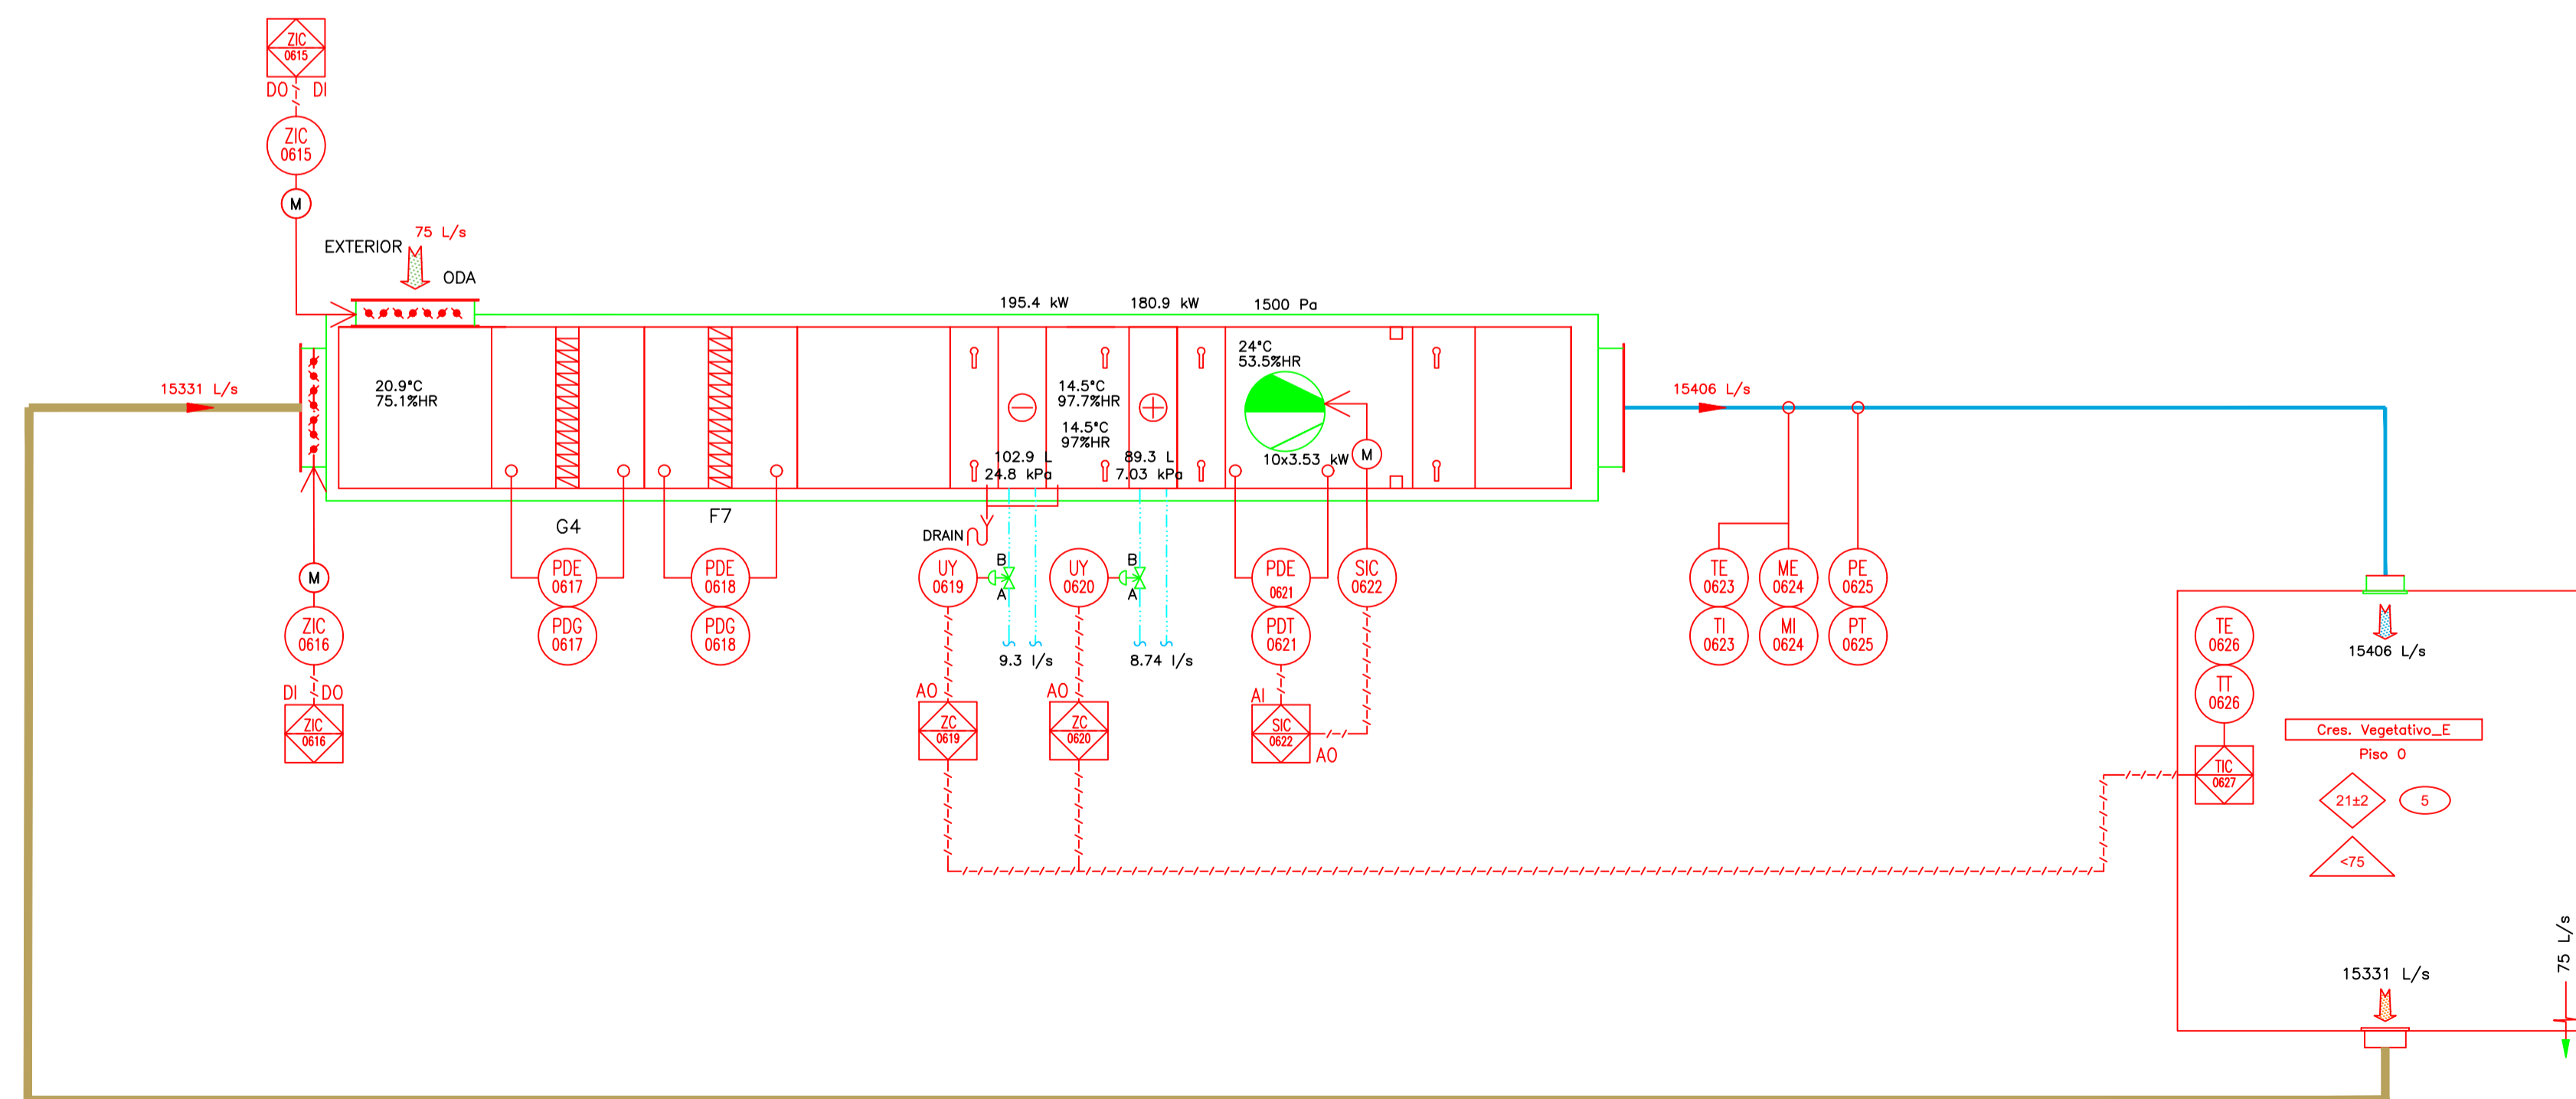 ZIC
0615
DO DI
ZIC
0615
M
EXTERIOR
75 L/s
ODA
15331 L/s
20.9°C
75.1%HR
G4
F7
195.4 kW
180.9 kW
1500 Pa
14.5°C
97.7%HR
14.5°C
97%HR
24°C
53.5%HR
102.9 L
24.8 kPa
89.3 L
7.03 kPa
10x3.53 kW
M
15406 L/s
DRAIN
M
ZIC
0616
DI DO
ZIC
0616
PDE
0617
PDG
0617
PDE
0618
PDG
0618
UY
0619
B
A
9.3 l/s
AO
ZC
0619
UY
0620
B
A
8.74 l/s
AO
ZC
0620
PDE
0621
PDT
0621
AI
SIC
0622
AO
SIC
0622
TE
0623
TI
0623
ME
0624
MI
0624
PE
0625
PT
0625
TE
0626
TT
0626
TIC
0627
15406 L/s
Cres. Vegetativo_E
Piso 0
21±2
5
<75
15331 L/s
75 L/s